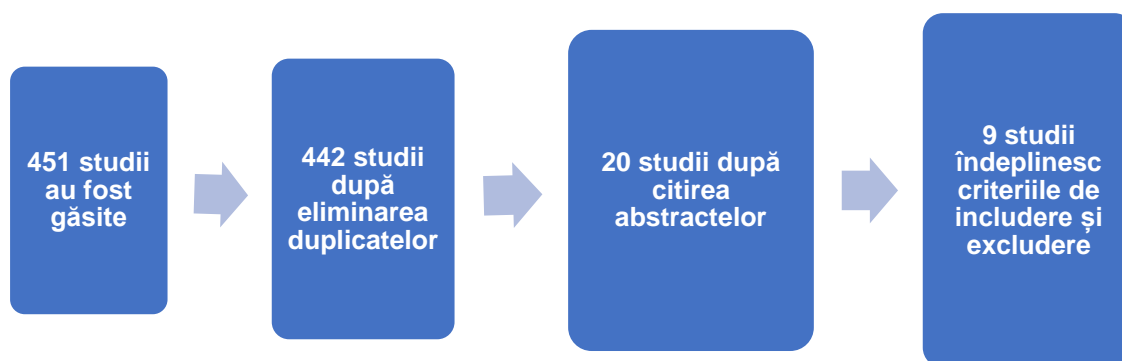 451 studii
au fost
găsite
442 studii
după
eliminarea
duplicatelor
20 studii după
citirea
abstractelor
9 studii
îndeplinesc
criteriile de
includere și
excludere